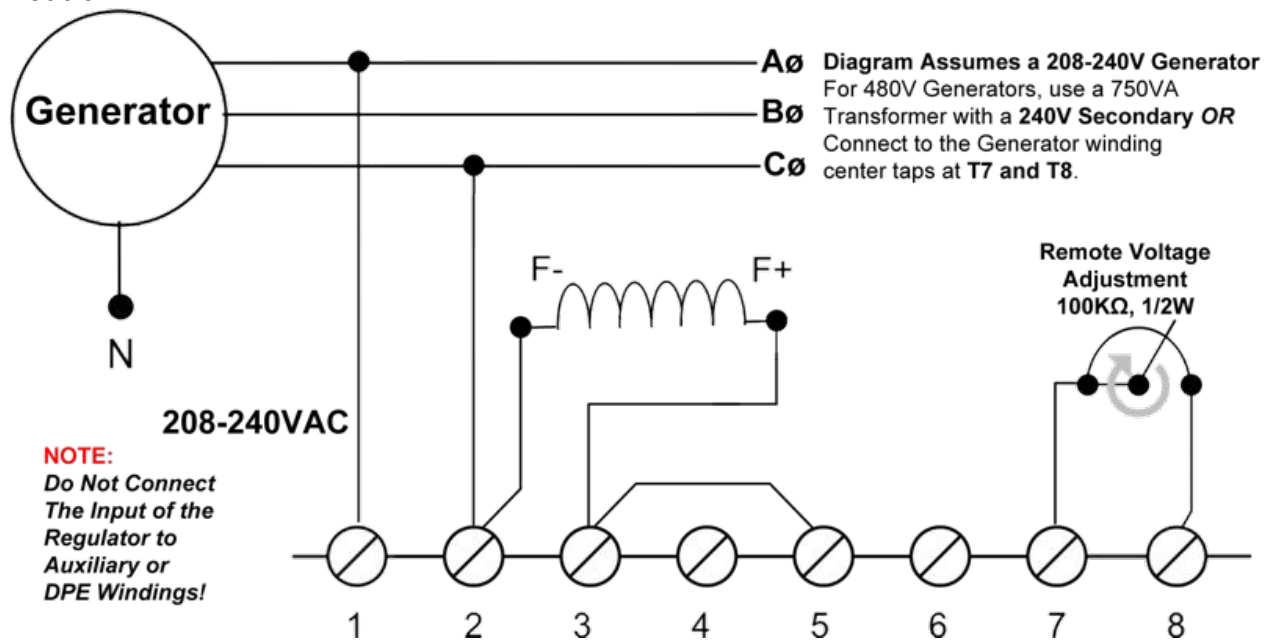 Generator
Aø
Bø
Cø
Diagram Assumes a 208-240V Generator
For 480V Generators, use a 750VA
Transformer with a 240V Secondary OR
Connect to the Generator winding
center taps at T7 and T8.
N
F-
F+
Remote Voltage
Adjustment
100KΩ, 1/2W
208-240VAC
NOTE:
Do Not Connect
The Input of the
Regulator to
Auxiliary or
DPE Windings!
1 2 3 4 5 6 7 8